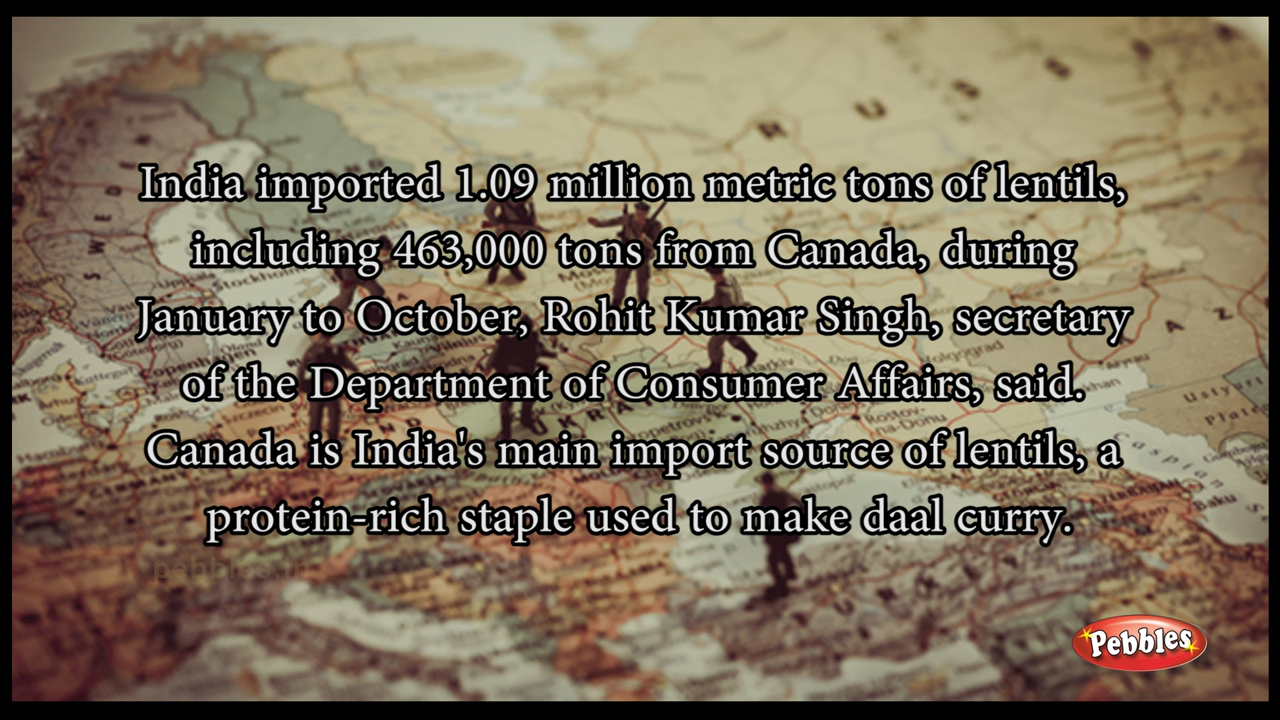 India imported 1.09 million metric tons of lentils,
including 463,000 tons from Canada, during
January to October, Rohit Kumar Singh, secretary
of the Department of Consumer Affairs, said.
Canada is India's main import source of lentils, a
protein-rich staple used to make daal curry.
Pebbles